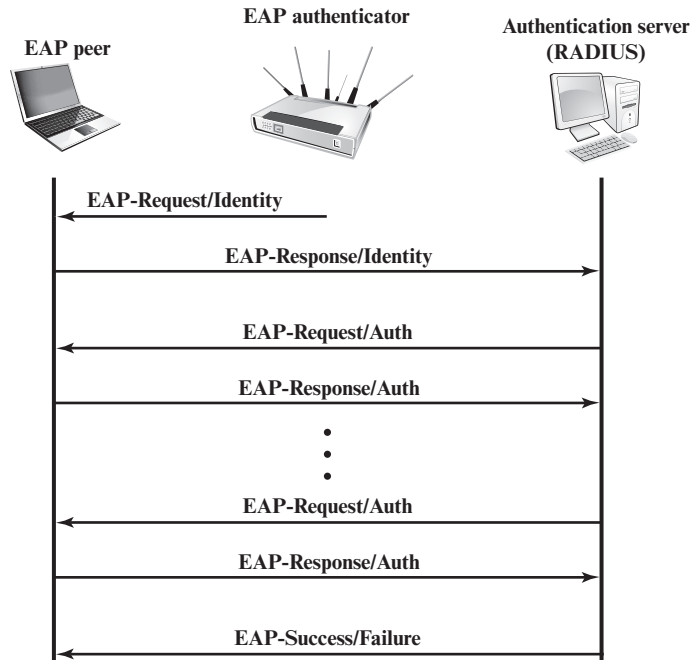 EAP peer
EAP authenticator
Authentication server
(RADIUS)
EAP-Request/Identity
EAP-Response/Identity
EAP-Request/Auth
EAP-Response/Auth
EAP-Request/Auth
EAP-Response/Auth
EAP-Success/Failure